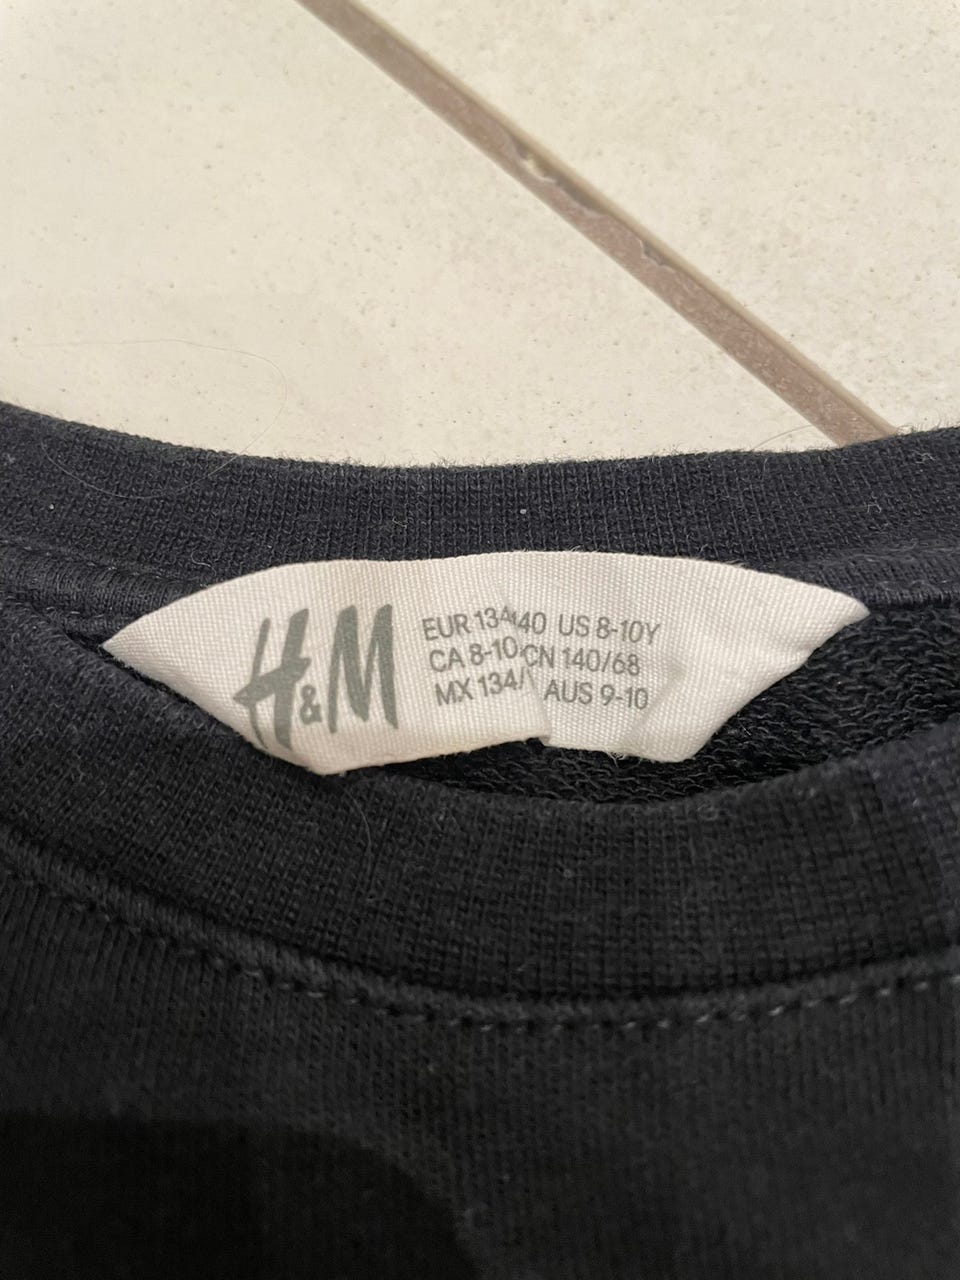 H&M
EUR 134/140 US 8-10Y
CA 8-10 CN 140/68
MX 134/ AUS 9-10